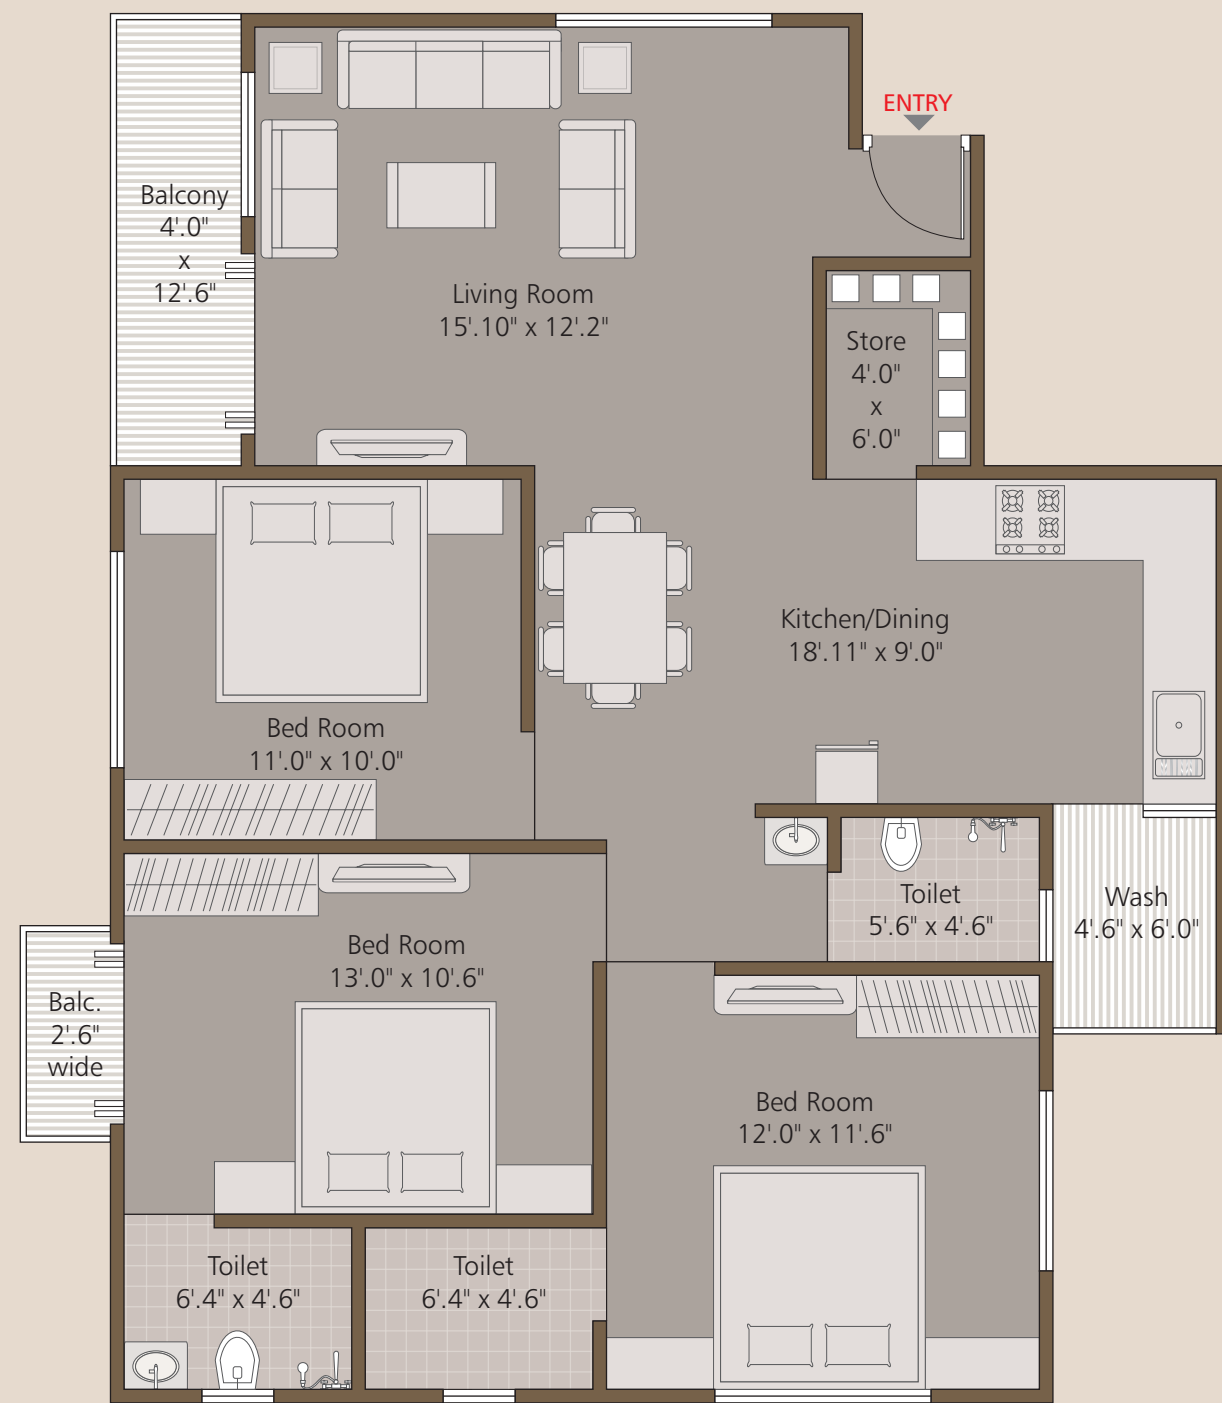 ENTRY
Balcony
4'.0"
x
12'.6"
Living Room
15'.10" x 12'.2"
Store
4'.0"
x
6'.0"
Kitchen/Dining
18'.11" x 9'.0"
Bed Room
11'.0" x 10'.0"
Toilet
5'.6" x 4'.6"
Wash
4'.6" x 6'.0"
Bed Room
13'.0" x 10'.6"
Balc.
2'.6"
wide
Bed Room
12'.0" x 11'.6"
Toilet
6'.4" x 4'.6"
Toilet
6'.4" x 4'.6"